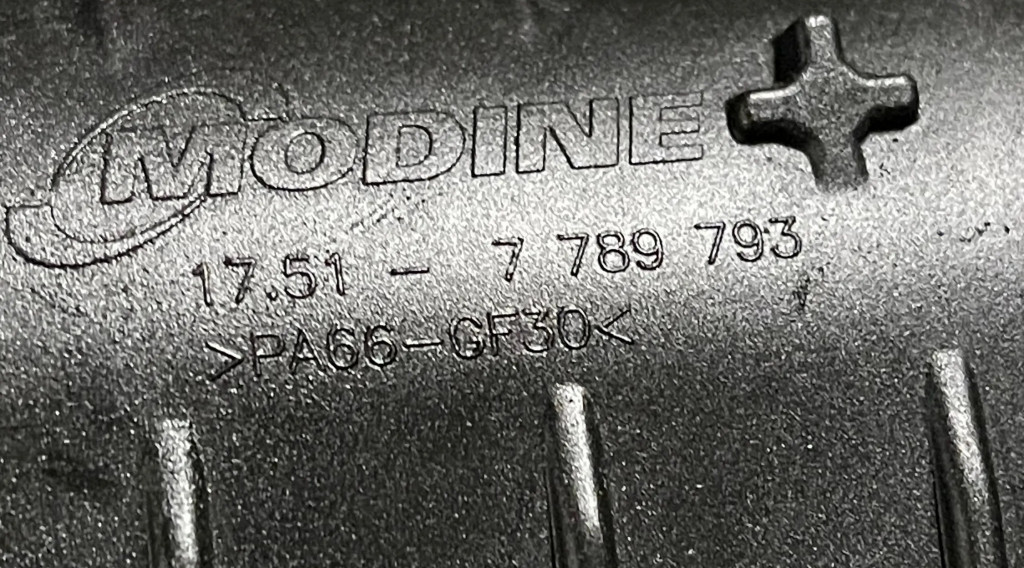 MODINE
17.51 - 7 789 793
>PA66-GF30<